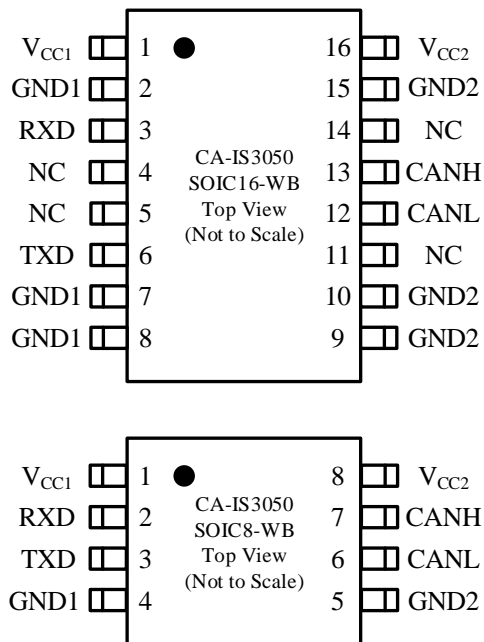 VCC1 1 16 VCC2
GND1 2 15 GND2
RXD 3 14 NC
NC 4 13 CANH
NC 5 12 CANL
TXD 6 11 NC
GND1 7 10 GND2
GND1 8 9 GND2
CA-IS3050
SOIC16-WB
Top View
(Not to Scale)
VCC1 1 8 VCC2
RXD 2 7 CANH
TXD 3 6 CANL
GND1 4 5 GND2
CA-IS3050
SOIC8-WB
Top View
(Not to Scale)